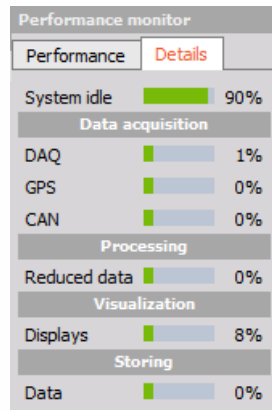 Performance monitor
Performance Details
System idle 90%
Data acquisition
DAQ 1%
GPS 0%
CAN 0%
Processing
Reduced data 0%
Visualization
Displays 8%
Storing
Data 0%